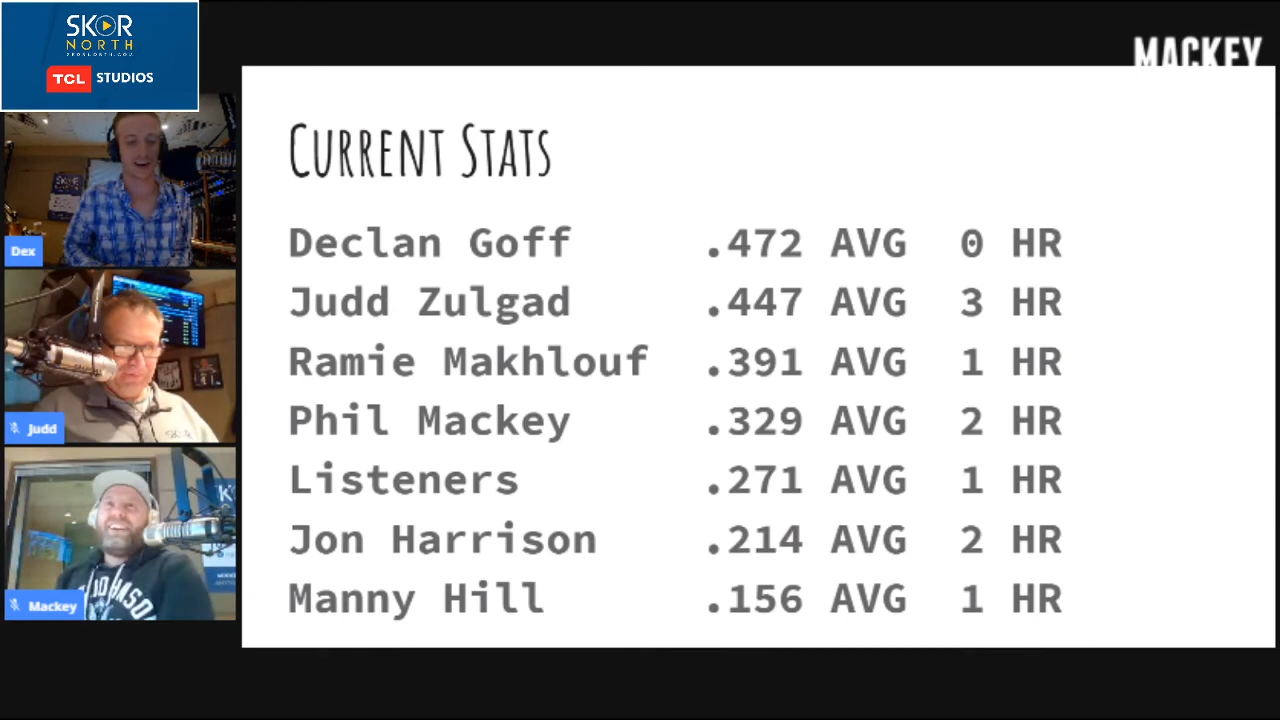 SKOR
NORTH
SKORNORTH.COM
TCL STUDIOS
MACKEY
Dex
Judd
Mackey
Current Stats
Declan Goff .472 AVG 0 HR
Judd Zulgad .447 AVG 3 HR
Ramie Makhlouf .391 AVG 1 HR
Phil Mackey .329 AVG 2 HR
Listeners .271 AVG 1 HR
Jon Harrison .214 AVG 2 HR
Manny Hill .156 AVG 1 HR